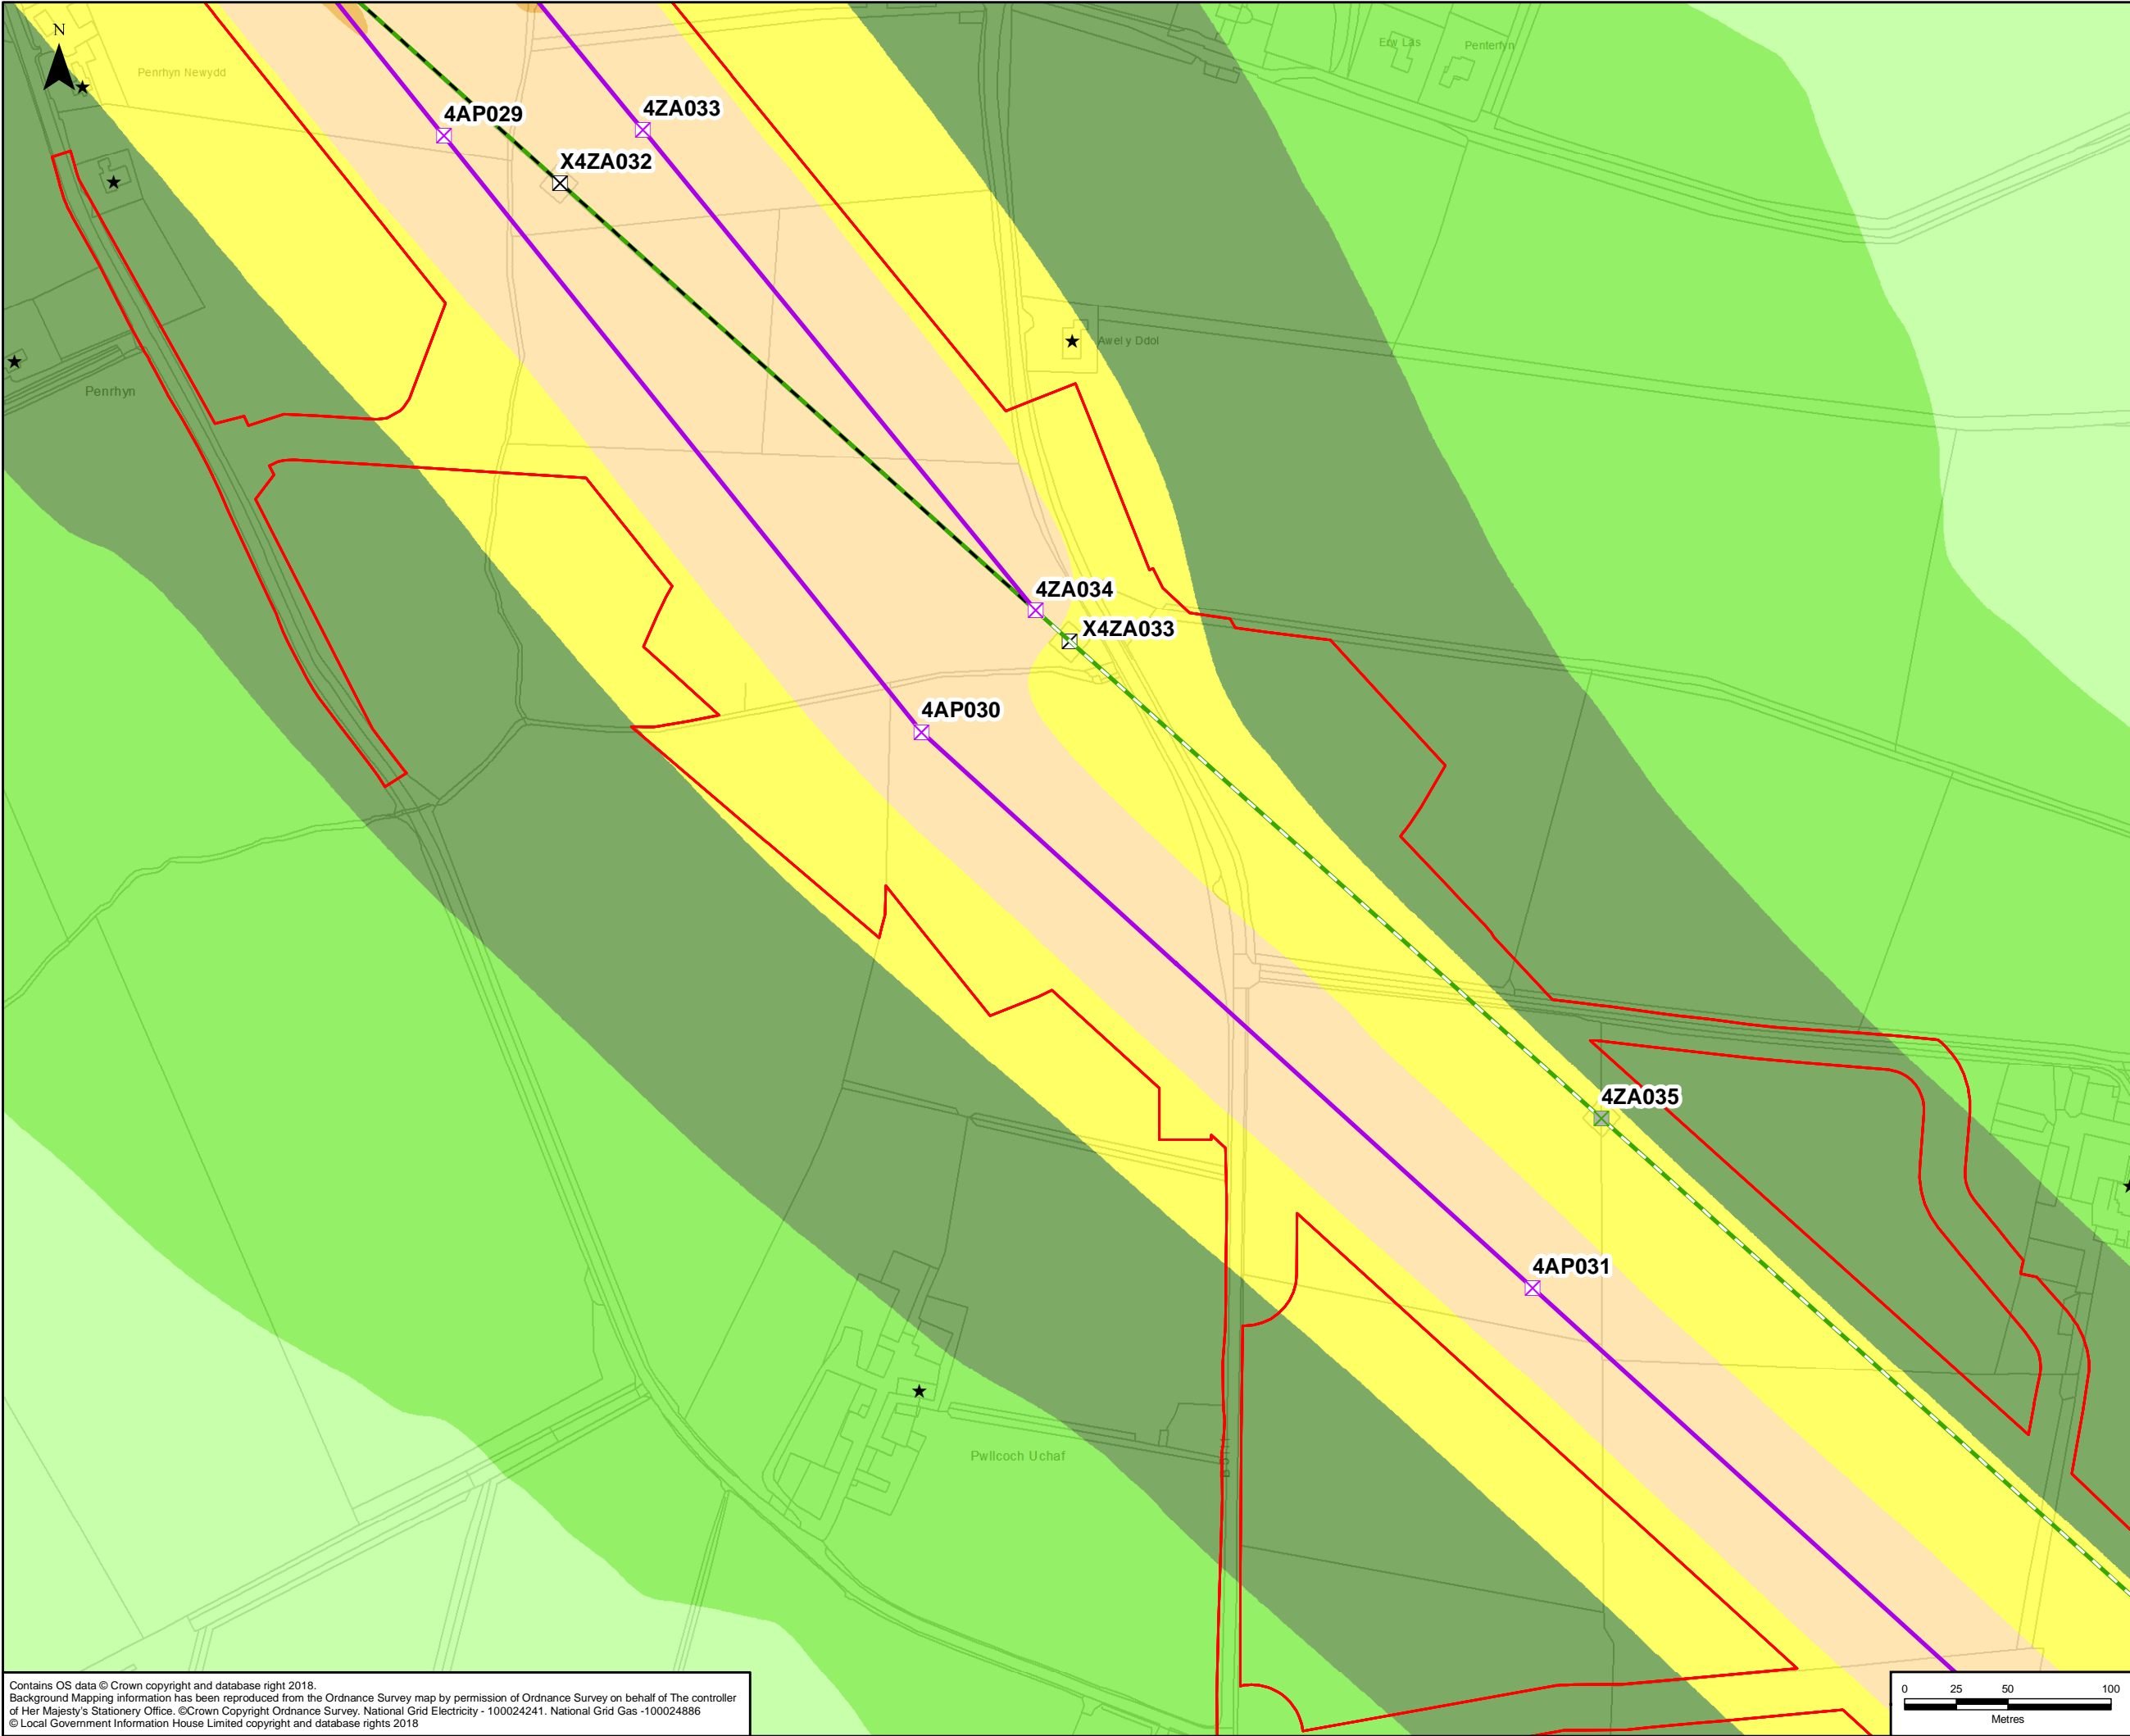 N
Penrhyn Newydd
Erw Las
Penterfyn
4AP029
4ZA033
X4ZA032
Awel y Ddol
Penrhyn
4ZA034
X4ZA033
4AP030
4ZA035
4AP031
Pwllcoch Uchaf
Contains OS data © Crown copyright and database right 2018.
Background Mapping information has been reproduced from the Ordnance Survey map by permission of Ordnance Survey on behalf of The controller
of Her Majesty's Stationery Office. ©Crown Copyright Ordnance Survey. National Grid Electricity - 100024241. National Grid Gas -100024886
© Local Government Information House Limited copyright and database rights 2018
0 25 50 100
Metres